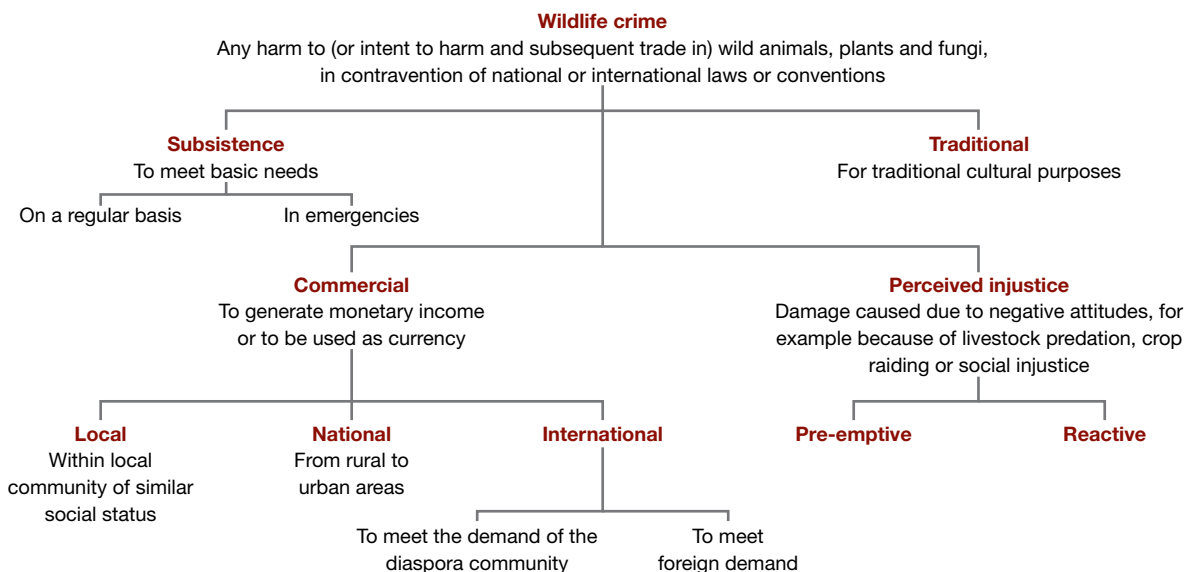 Wildlife crime
Any harm to (or intent to harm and subsequent trade in) wild animals, plants and fungi,
in contravention of national or international laws or conventions
Subsistence
To meet basic needs
On a regular basis
In emergencies
Traditional
For traditional cultural purposes
Commercial
To generate monetary income
or to be used as currency
Perceived injustice
Damage caused due to negative attitudes, for
example because of livestock predation, crop
raiding or social injustice
Local
Within local
community of similar
social status
National
From rural to
urban areas
International
To meet the demand of the
diaspora community
To meet
foreign demand
Pre-emptive
Reactive